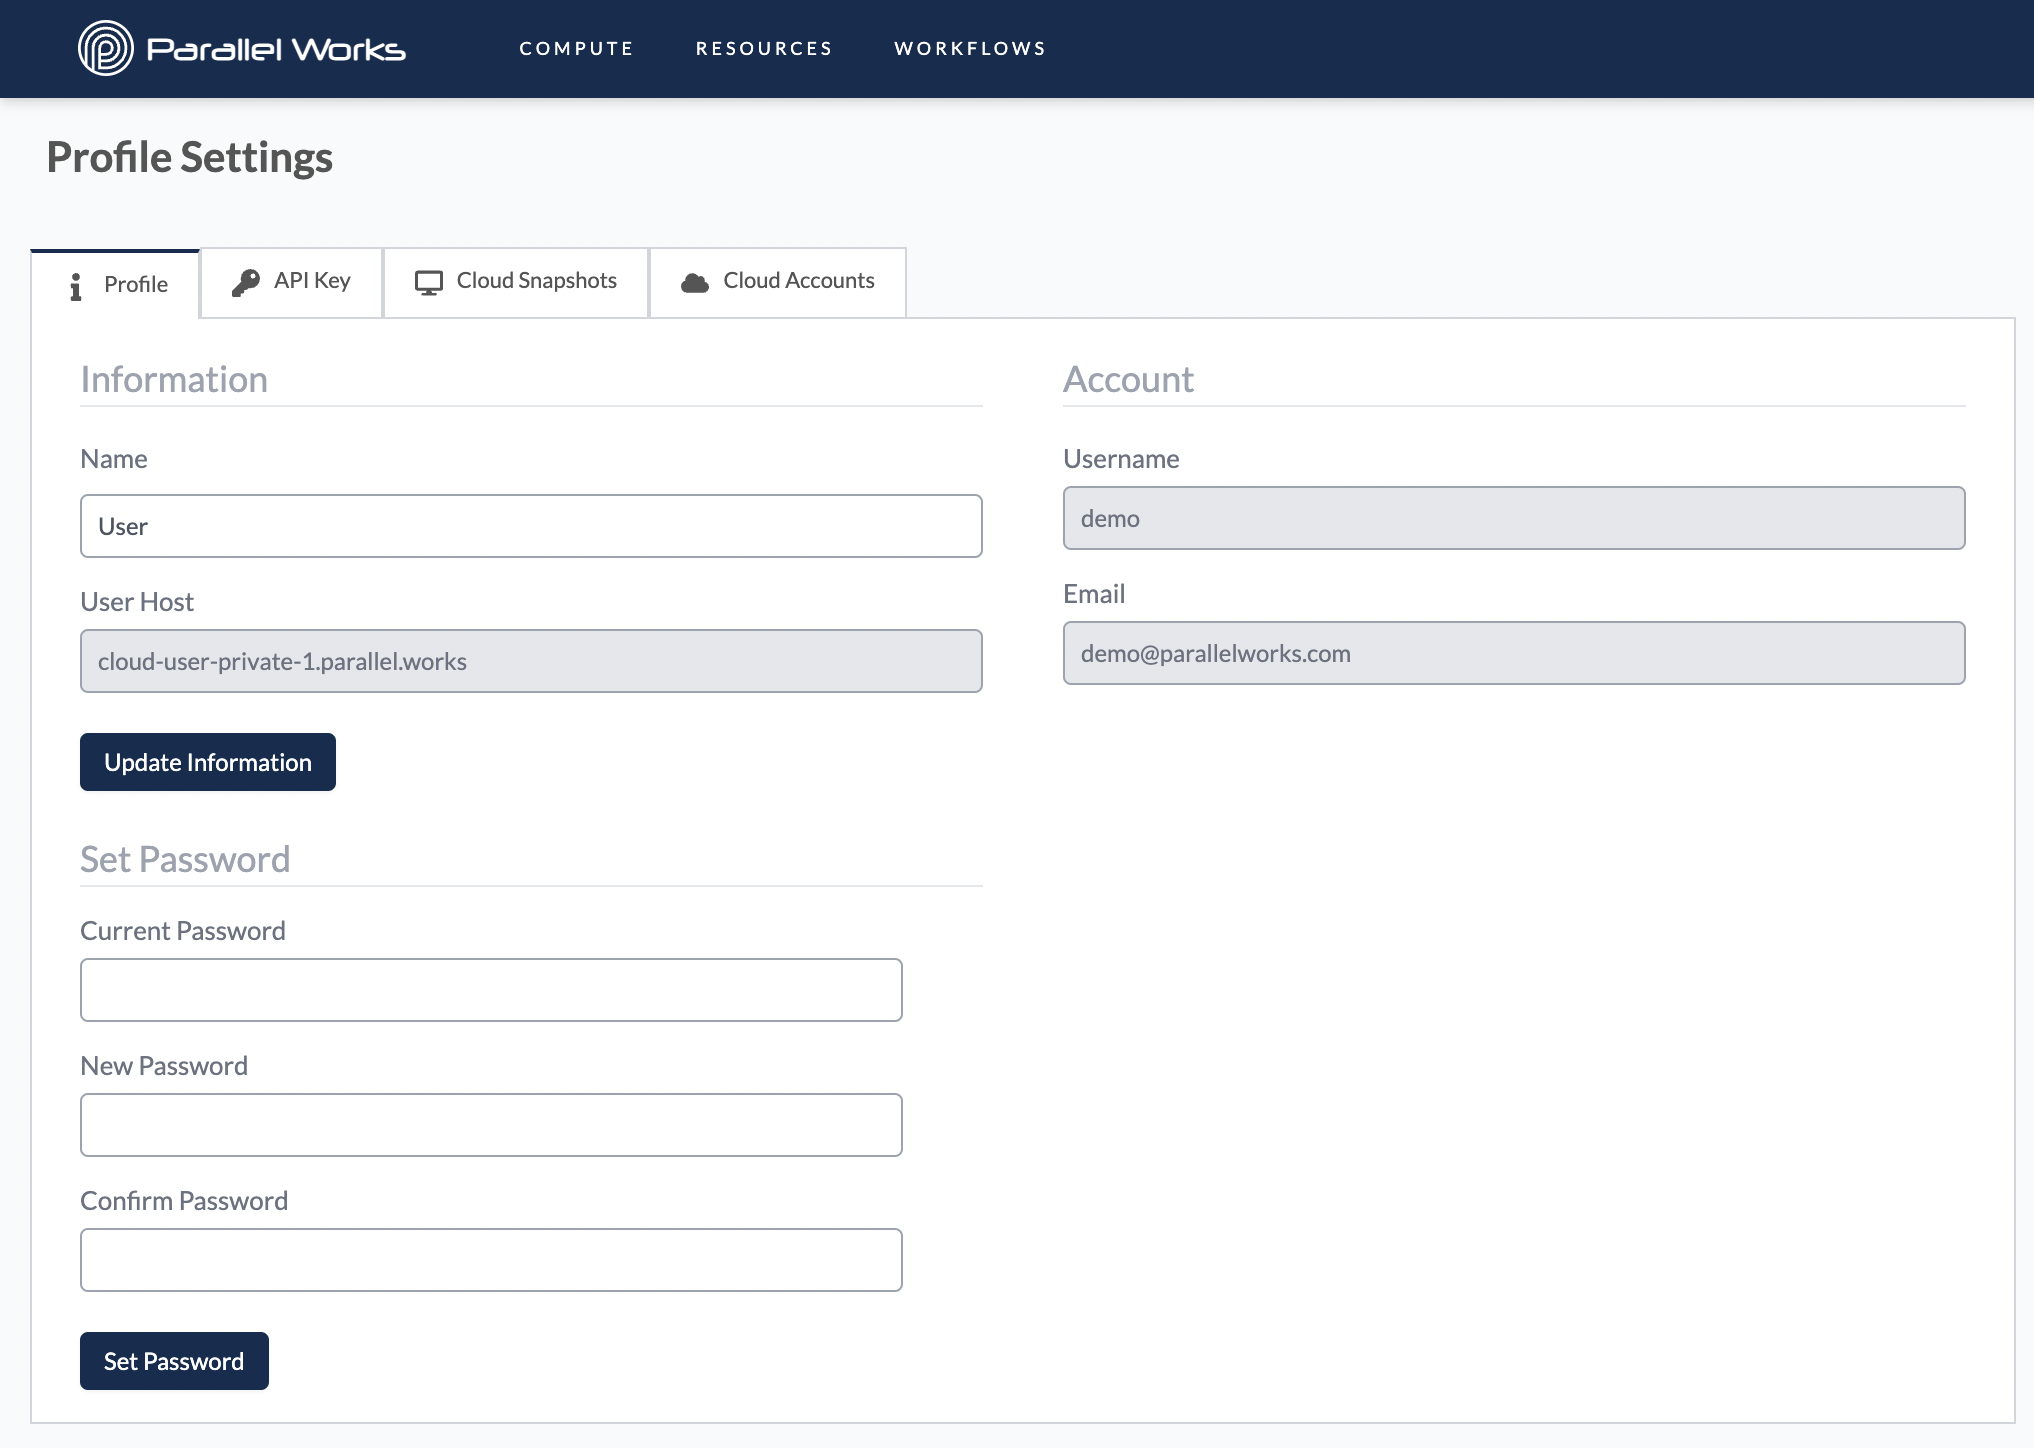 Parallel Works
COMPUTE
RESOURCES
WORKFLOWS
Profile Settings
Profile
API Key
Cloud Snapshots
Cloud Accounts
Information
Name
User
User Host
cloud-user-private-1.parallel.works
Update Information
Account
Username
demo
Email
demo@parallelworks.com
Set Password
Current Password
New Password
Confirm Password
Set Password